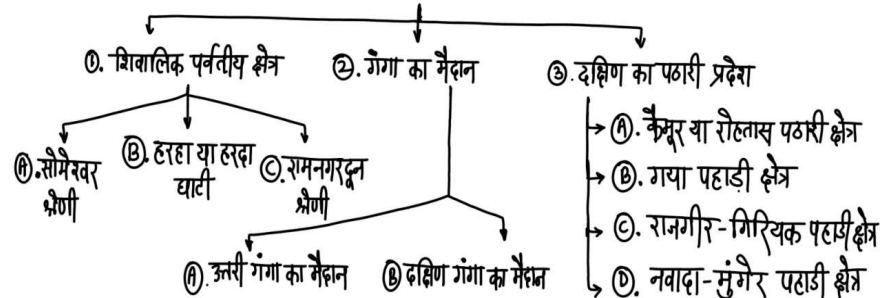 ①. शिवालिक पर्वतीय क्षेत्र
②. गंगा का मैदान
③. दक्षिण का पठारी प्रदेश
Ⓐ. सोमेश्वर
श्रेणी
Ⓑ. हरहा या हरदा
घाटी
Ⓒ. रामनगरदून
श्रेणी
Ⓐ. उत्तरी गंगा का मैदान
Ⓑ दक्षिण गंगा का मैदान
Ⓐ. कैमूर या रोहतास पठारी क्षेत्र
Ⓑ. गया पहाड़ी क्षेत्र
Ⓒ. राजगीर-गिरियक पहाडी क्षेत्र
Ⓓ. नवादा-मुंगेर पहाडी क्षेत्र